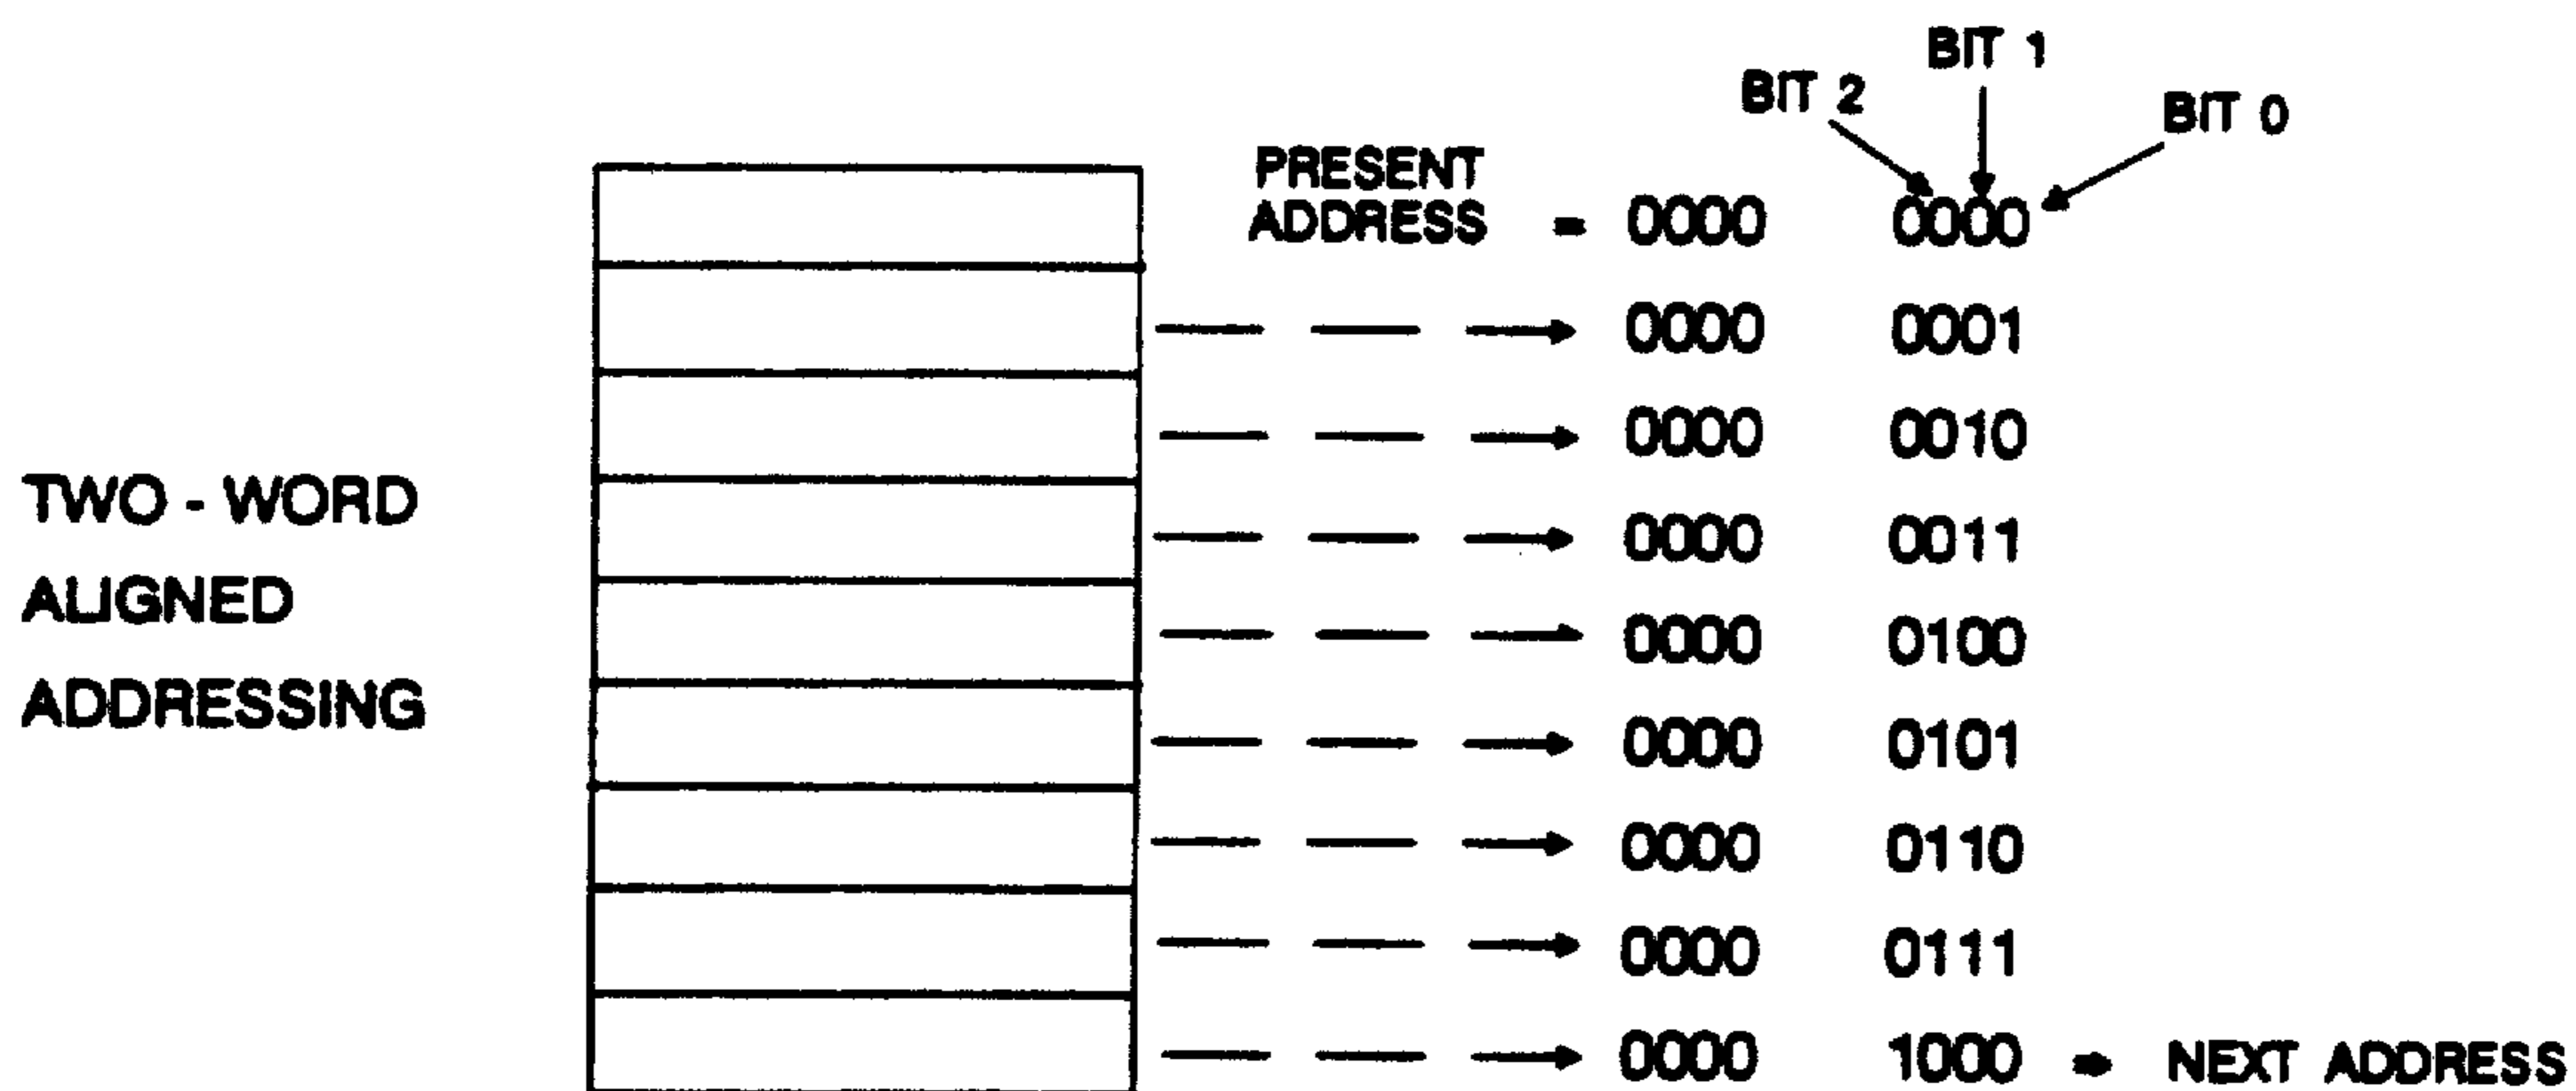 BIT 1
BIT 2
BIT 0
PRESENT
ADDRESS = 0000 0000
0000 0001
0000 0010
TWO - WORD
0000 0011
ALIGNED
0000 0100
ADDRESSING
0000 0101
0000 0110
0000 0111
0000 1000 ➡ NEXT ADDRESS